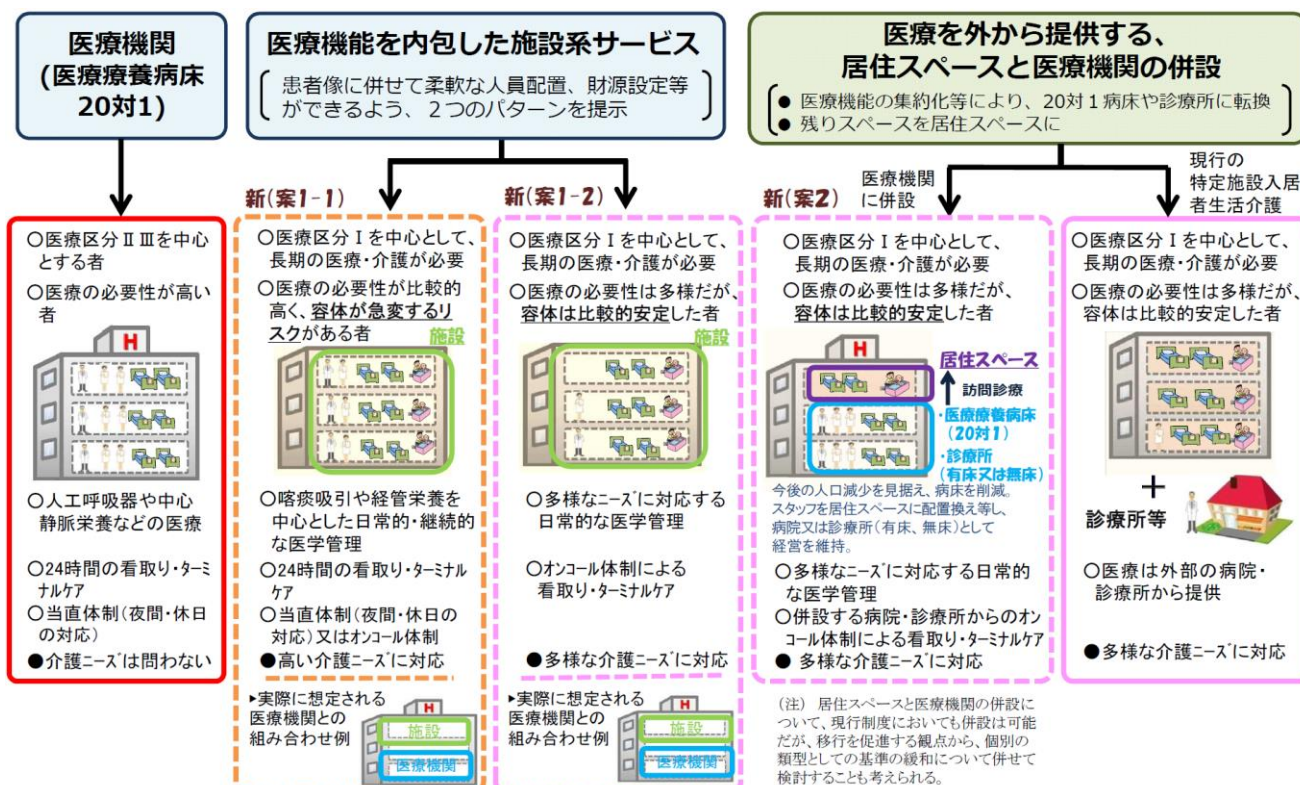 医療機関
(医療療養病床
20対1)
医療機能を内包した施設系サービス
患者像に併せて柔軟な人員配置、財源設定等
ができるよう、２つのパターンを提示
医療を外から提供する、
居住スペースと医療機関の併設
● 医療機能の集約化等により、20対１病床や診療所に転換
● 残りスペースを居住スペースに
○医療区分ⅡⅢを中心
とする者
○医療の必要性が高い
者
H
○人工呼吸器や中心
静脈栄養などの医療
○24時間の看取り・ターミ
ナルケア
○当直体制(夜間・休日
の対応)
●介護ニーズは問わない
新(案1-1)
○医療区分Ⅰを中心として、
長期の医療・介護が必要
○医療の必要性が比較的
高く、容体が急変するリ
スクがある者
施設
○喀痰吸引や経管栄養を
中心とした日常的・継続的
な医学管理
○24時間の看取り・ターミナル
ケア
○当直体制(夜間・休日の
対応)又はオンコール体制
●高い介護ニーズに対応
▸実際に想定される
医療機関との
組み合わせ例
H
施設
医療機関
新(案1-2)
○医療区分Ⅰを中心として、
長期の医療・介護が必要
○医療の必要性は多様だが、
容体は比較的安定した者
施設
○多様なニーズに対応する
日常的な医学管理
○オンコール体制による
看取り・ターミナルケア
●多様な介護ニーズに対応
▸実際に想定される
医療機関との
組み合わせ例
H
施設
医療機関
新(案2)
医療機関
に併設
○医療区分Ⅰを中心として、
長期の医療・介護が必要
○医療の必要性は多様だが、
容体は比較的安定した者
H
居住スペース
訪問診療
・医療療養病床
(20対1)
・診療所
(有床又は無床)
今後の人口減少を見据え、病床を削減。
スタッフを居住スペースに配置換え等し、
病院又は診療所(有床、無床)として
経営を維持。
○多様なニーズに対応する日常的
な医学管理
○併設する病院・診療所からのオン
コール体制による看取り・ターミナルケア
● 多様な介護ニーズに対応
(注) 居住スペースと医療機関の併設に
ついて、現行制度においても併設は可能
だが、移行を促進する観点から、個別の
類型としての基準の緩和について併せて
検討することも考えられる。
現行の
特定施設入居
者生活介護
○医療区分Ⅰを中心として、
長期の医療・介護が必要
○医療の必要性は多様だが、
容体は比較的安定した者
＋
診療所等
○医療は外部の病院・
診療所から提供
●多様な介護ニーズに対応